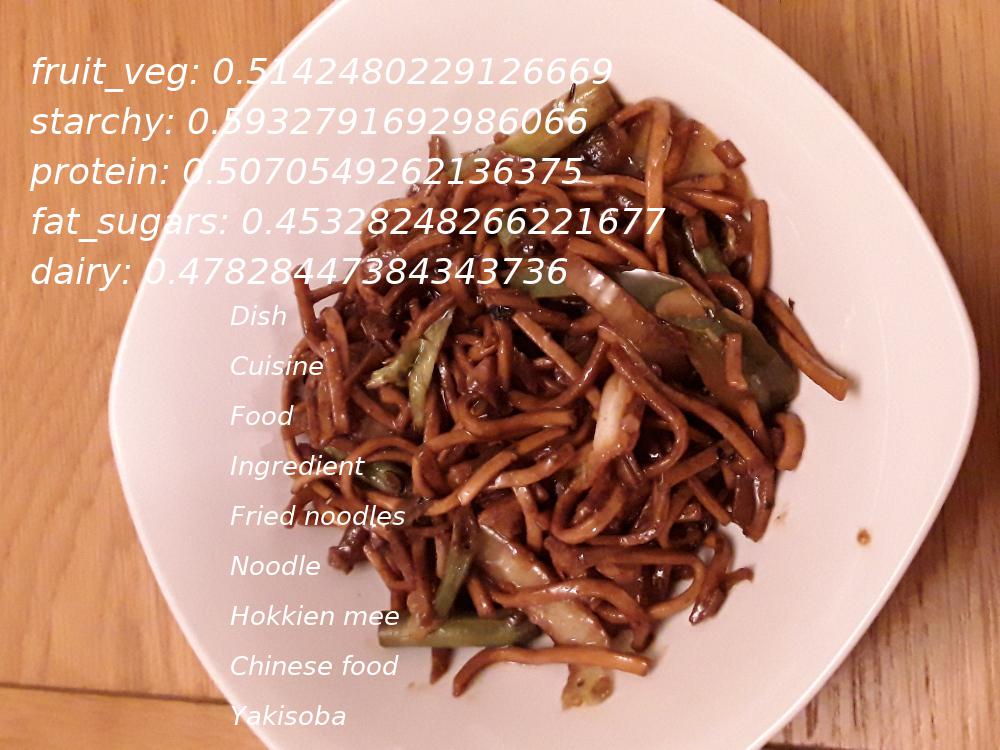 fruit_veg: 0.5142480229126669
starchy: 0.5932791692986066
protein: 0.5070549262136375
fat_sugars: 0.45328248266221677
dairy: 0.47828447384343736
Dish
Cuisine
Food
Ingredient
Fried noodles
Noodle
Hokkien mee
Chinese food
Yakisoba